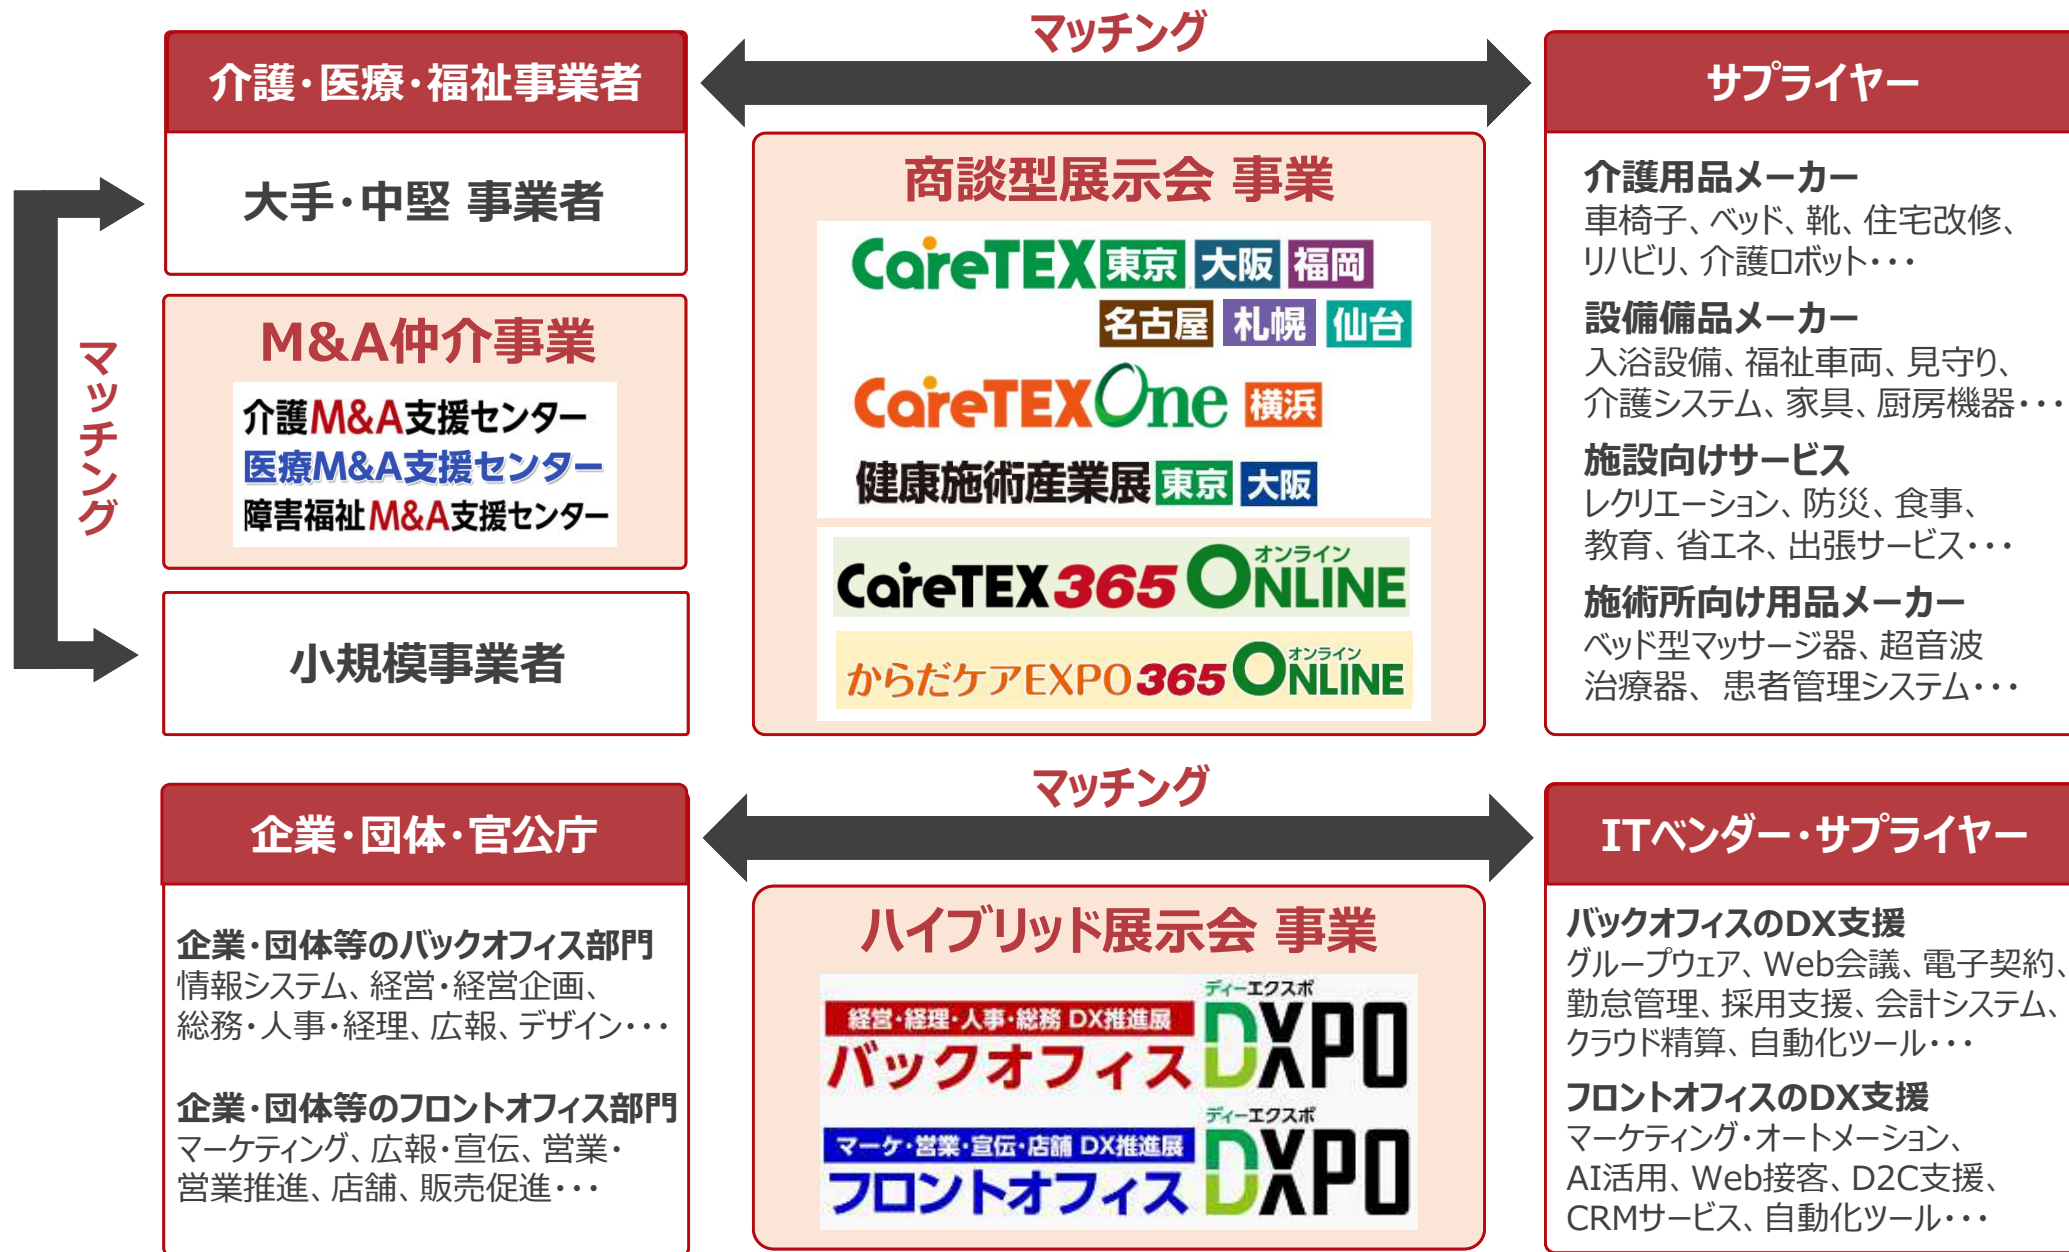 マッチング
介護・医療・福祉事業者
大手・中堅 事業者
マッチング
M&A仲介事業
介護M&A支援センター
医療M&A支援センター
障害福祉M&A支援センター
小規模事業者
商談型展示会 事業
CareTEX 東京 大阪 福岡
名古屋 札幌 仙台
CareTEXOne 横浜
健康施術産業展 東京 大阪
オンライン
CareTEX365 ONLINE
オンライン
からだケアEXPO365 ONLINE
サプライヤー
介護用品メーカー
車椅子、ベッド、靴、住宅改修、
リハビリ、介護ロボット・・・
設備備品メーカー
入浴設備、福祉車両、見守り、
介護システム、家具、厨房機器・・・
施設向けサービス
レクリエーション、防災、食事、
教育、省エネ、出張サービス・・・
施術所向け用品メーカー
ベッド型マッサージ器、超音波
治療器、 患者管理システム・・・
マッチング
企業・団体・官公庁
企業・団体等のバックオフィス部門
情報システム、経営・経営企画、
総務・人事・経理、広報、デザイン・・・
企業・団体等のフロントオフィス部門
マーケティング、広報・宣伝、営業・
営業推進、店舗、販売促進・・・
ハイブリッド展示会 事業
ディーエクスポ
経営・経理・人事・総務 DX推進展
バックオフィス DXPO
ディーエクスポ
マーケ・営業・宣伝・店舗 DX推進展
フロントオフィス DXPO
ITベンダー・サプライヤー
バックオフィスのDX支援
グループウェア、Web会議、電子契約、
勤怠管理、採用支援、会計システム、
クラウド精算、自動化ツール・・・
フロントオフィスのDX支援
マーケティング・オートメーション、
AI活用、Web接客、D2C支援、
CRMサービス、自動化ツール・・・